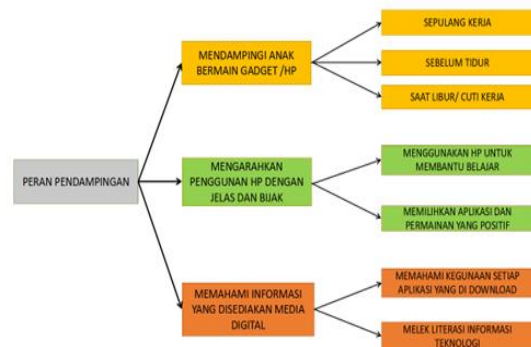 PERAN PENDAMPINGAN
MENDAMPINGI ANAK
BERMAIN GADGET /HP
SEPULANG KERJA
SEBELUM TIDUR
SAAT LIBUR/ CUTI KERJA
MENGARAHKAN
PENGGUNAN HP DENGAN
JELAS DAN BIJAK
MENGGUNAKAN HP UNTUK
MEMBANTU BELAJAR
MEMILIHKAN APLIKASI DAN
PERMAINAN YANG POSITIF
MEMAHAMI INFORMASI
YANG DISEDIAKAN MEDIA
DIGITAL
MEMAHAMI KEGUNAAN SETIAP
APLIKASI YANG DI DOWNLOAD
MELEK LITERASI INFORMASI
TEKNOLOGI